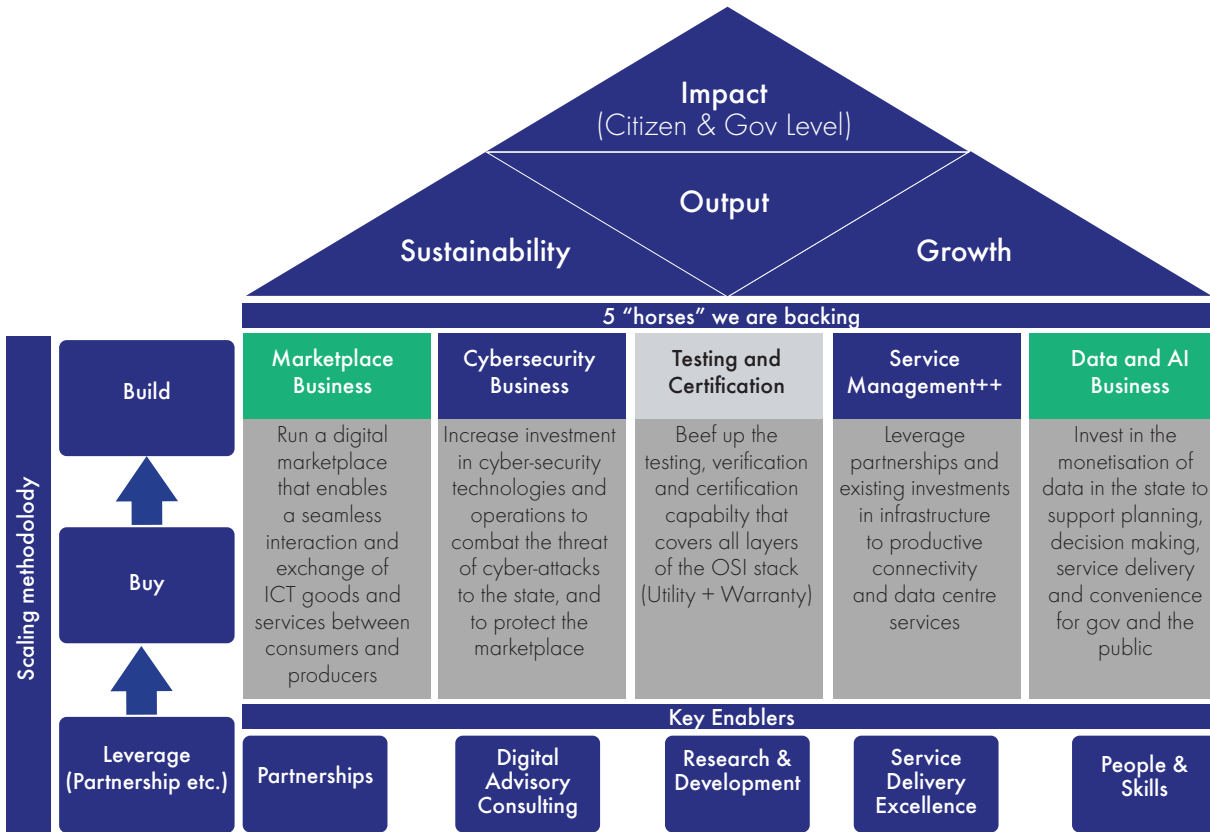 Impact
(Citizen & Gov Level)
Output
Sustainability
Growth
5 “horses” we are backing
Scaling methodolody
Build
Buy
Leverage
(Partnership etc.)
Marketplace
Business
Run a digital
marketplace
that enables
a seamless
interaction and
exchange of
ICT goods and
services between
consumers and
producers
Cybersecurity
Business
Increase investment
in cyber-security
technologies and
operations to
combat the threat
of cyber-attacks
to the state, and
to protect the
marketplace
Testing and
Certification
Beef up the
testing, verification
and certification
capabilty that
covers all layers
of the OSI stack
(Utility + Warranty)
Service
Management++
Leverage
partnerships and
existing investments
in infrastructure
to productive
connectivity
and data centre
services
Data and AI
Business
Invest in the
monetisation of
data in the state to
support planning,
decision making,
service delivery
and convenience
for gov and the
public
Key Enablers
Partnerships
Digital
Advisory
Consulting
Research &
Development
Service
Delivery
Excellence
People &
Skills